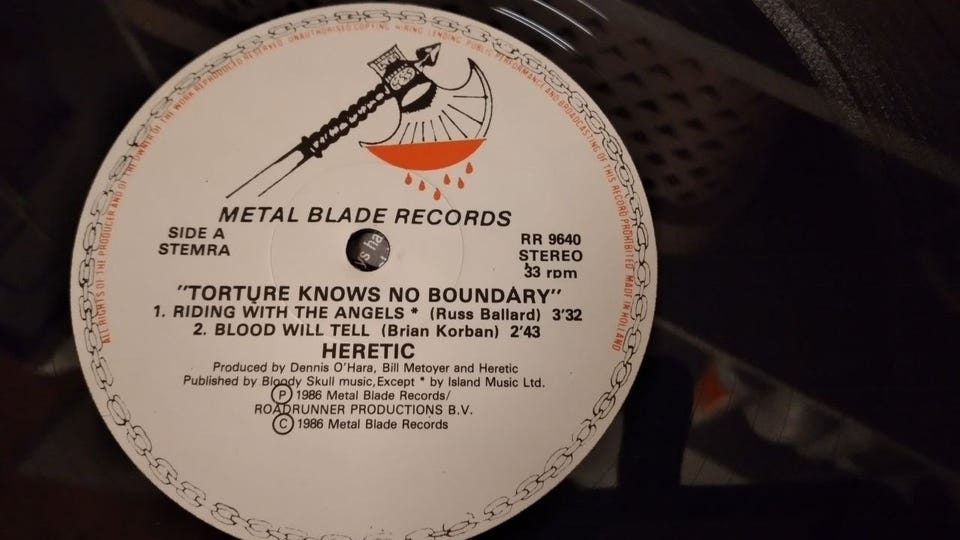 ALL RIGHTS OF THE PRODUCER AND OF THE OWNER OF THE WORK REPRODUCED RESERVED UNAUTHORISED COPYING HIRING LENDING PUBLIC PERFORMANCE AND BROADCASTING OF THIS RECORD PROHIBITED MADE IN HOLLAND
METAL BLADE RECORDS
SIDE A
STEMRA
RR 9640
STEREO
33 rpm
"TORTURE KNOWS NO BOUNDARY"
1. RIDING WITH THE ANGELS * (Russ Ballard) 3'32
2. BLOOD WILL TELL (Brian Korban) 2'43
HERETIC
Produced by Dennis O'Hara, Bill Metoyer and Heretic
Published by Bloody Skull music,Except * by Island Music Ltd.
Ⓟ 1986 Metal Blade Records/
ROADRUNNER PRODUCTIONS B.V.
Ⓒ 1986 Metal Blade Records